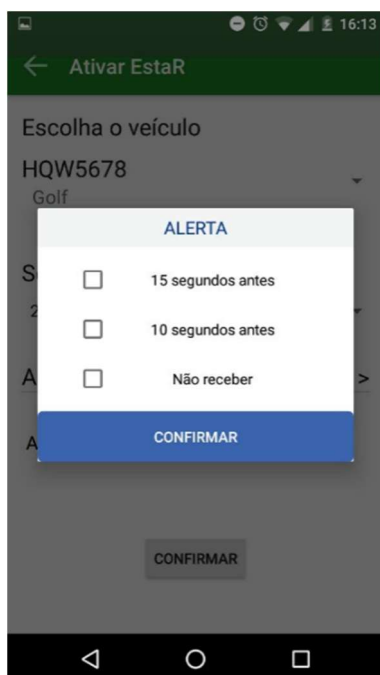 16:13
Ativar EstaR
Escolha o veículo
HQW5678
Golf
ALERTA
S
15 segundos antes
2
10 segundos antes
A
Não receber
>
A
CONFIRMAR
CONFIRMAR